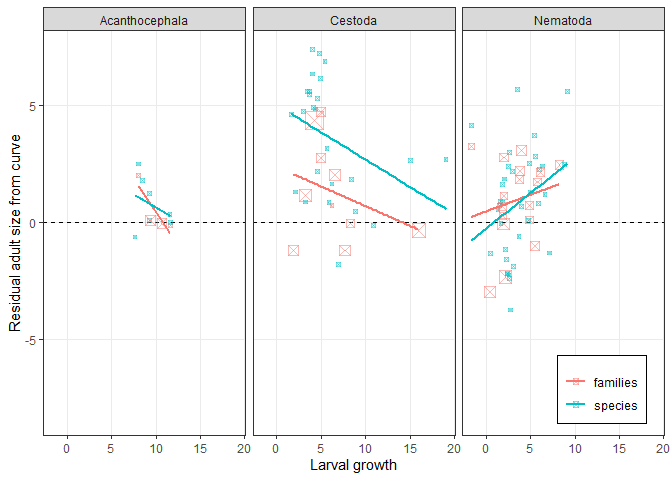 Acanthocephala Cestoda Nematoda
Residual adult size from curve
5
0
-5
families
species
0 5 10 15 20 0 5 10 15 20 0 5 10 15 20
Larval growth